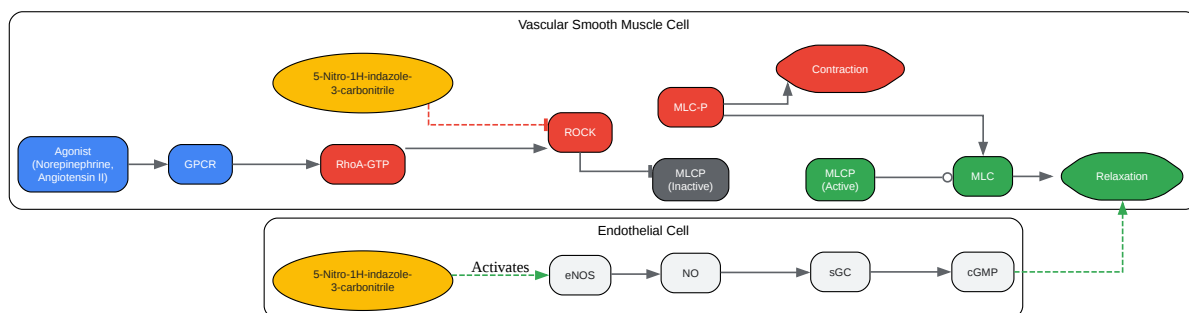 Vascular Smooth Muscle Cell
5-Nitro-1H-indazole-
3-carbonitrile
Contraction
MLC-P
ROCK
Agonist
(Norepinephrine,
Angiotensin II)
GPCR
RhoA-GTP
MLCP
(Inactive)
MLCP
(Active)
MLC
Relaxation
Endothelial Cell
5-Nitro-1H-indazole-
3-carbonitrile
Activates
eNOS
NO
sGC
cGMP